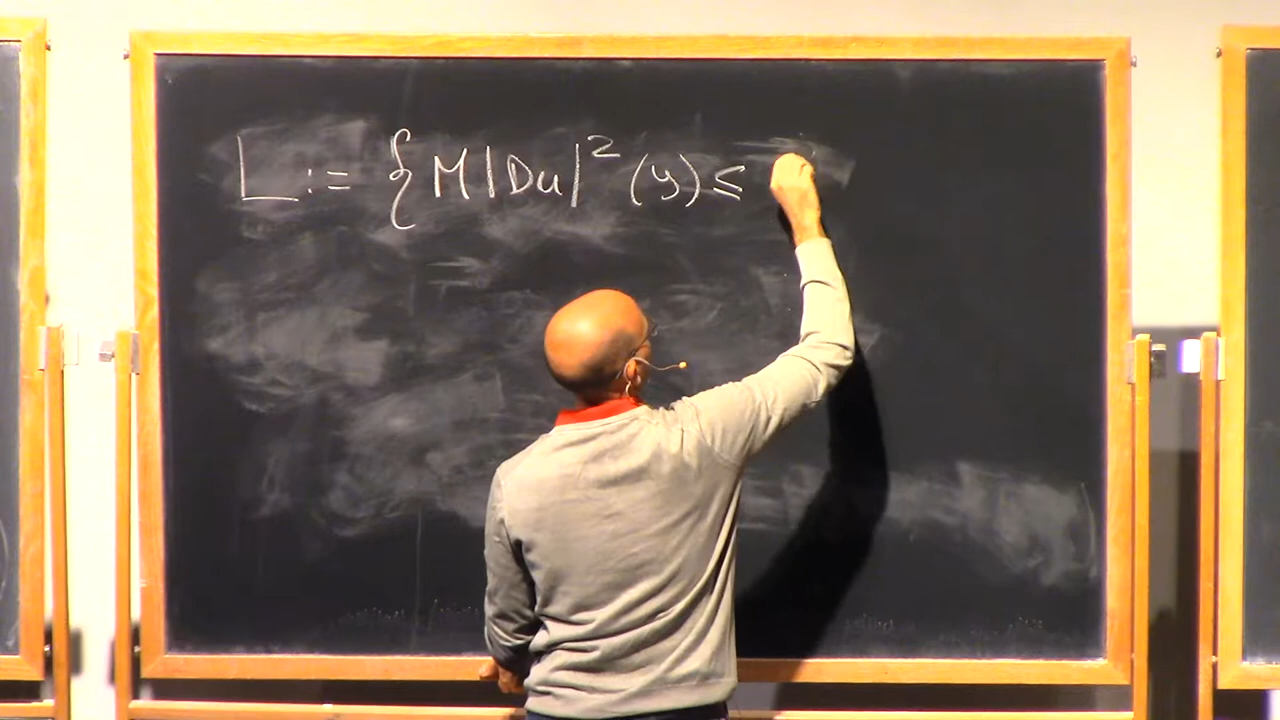 L := { M|Du|² (y) ≤